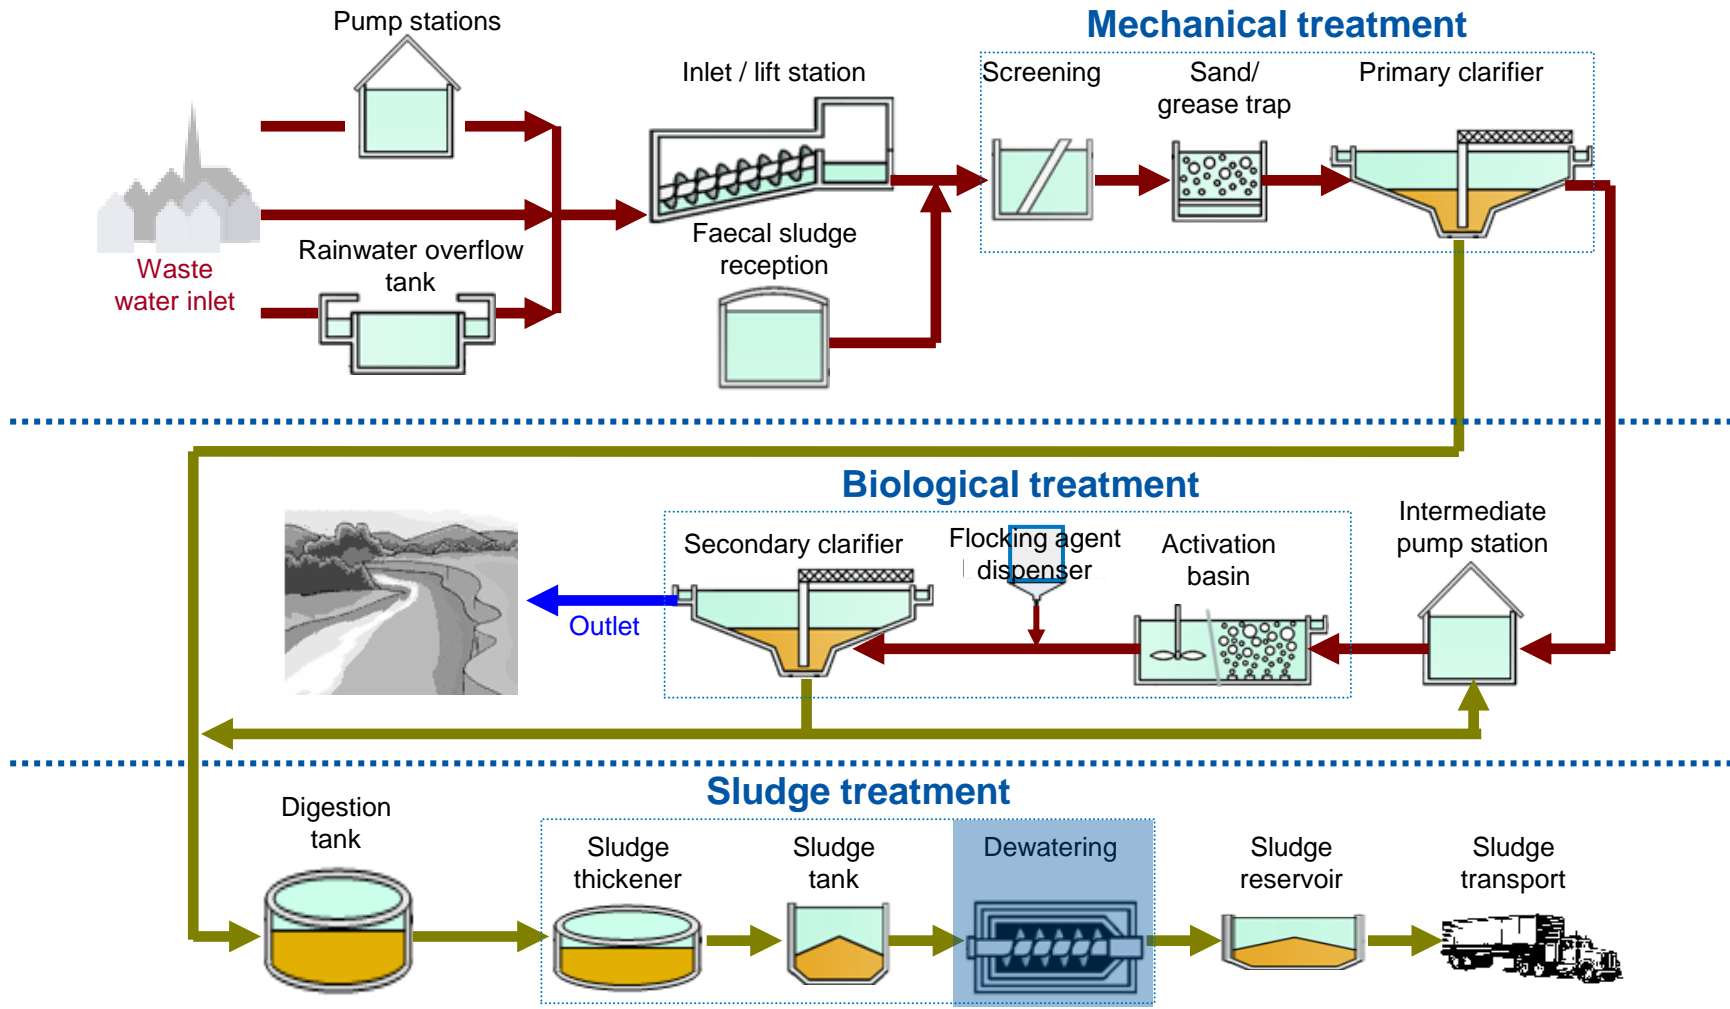 Pump stations
Mechanical treatment
Inlet / lift station
Screening
Sand/
grease trap
Primary clarifier
Waste
water inlet
Rainwater overflow
tank
Faecal sludge
reception
Biological treatment
Secondary clarifier
Flocking agent
dispenser
Activation
basin
Intermediate
pump station
Outlet
Sludge treatment
Digestion
tank
Sludge
thickener
Sludge
tank
Dewatering
Sludge
reservoir
Sludge
transport